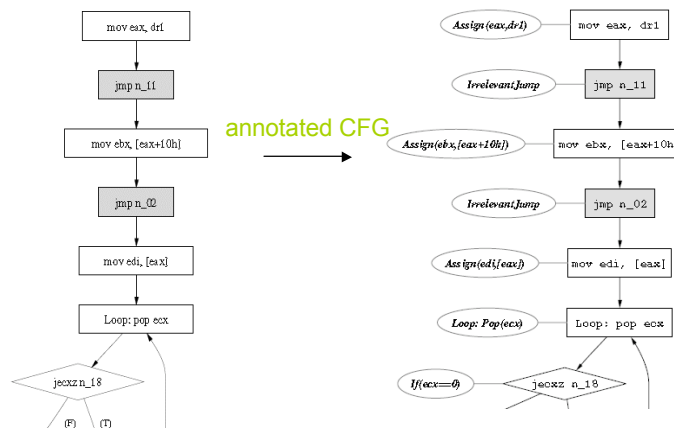 mov eax, dr1
jmp n_11
mov ebx, [eax+10h]
jmp n_02
mov edi, [eax]
Loop: pop ecx
jecxz n_18
(F)
(T)
annotated CFG
Assign(eax,dr1)
mov eax, dr1
IrrelevantJump
jmp n_11
Assign(ebx,[eax+10h])
mov ebx, [eax+10h
IrrelevantJump
jmp n_02
Assign(edi,[eax])
mov edi, [eax]
Loop: Pop(ecx)
Loop: pop ecx
If(ecx==0)
jecxz n_18